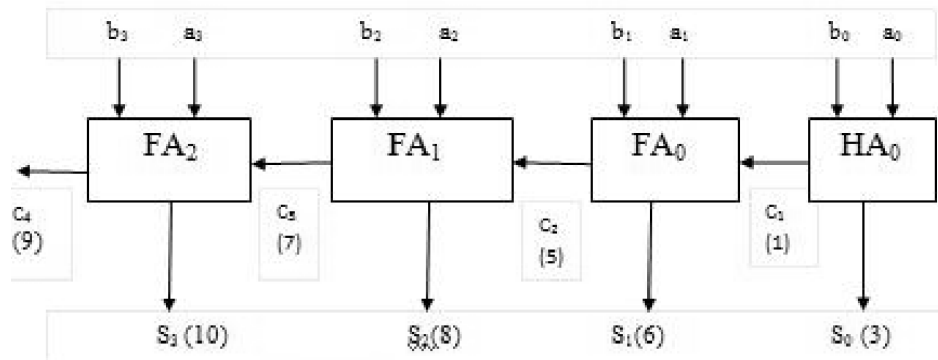 b₃ a₃ b₂ a₂ b₁ a₁ b₀ a₀
FA₂ FA₁ FA₀ HA₀
C₄ C₃ C₂ C₁
(9) (7) (5) (1)
S₃ (10) S₂(8) S₁(6) S₀ (3)